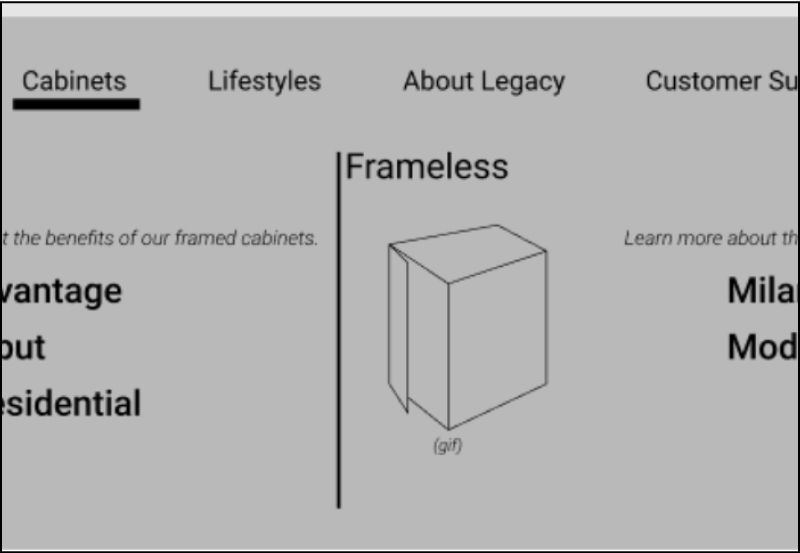 Cabinets Lifestyles About Legacy Customer Su
Frameless
t the benefits of our framed cabinets.
vantage
out
esidential
Learn more about th
Mila
Mod
(gif)